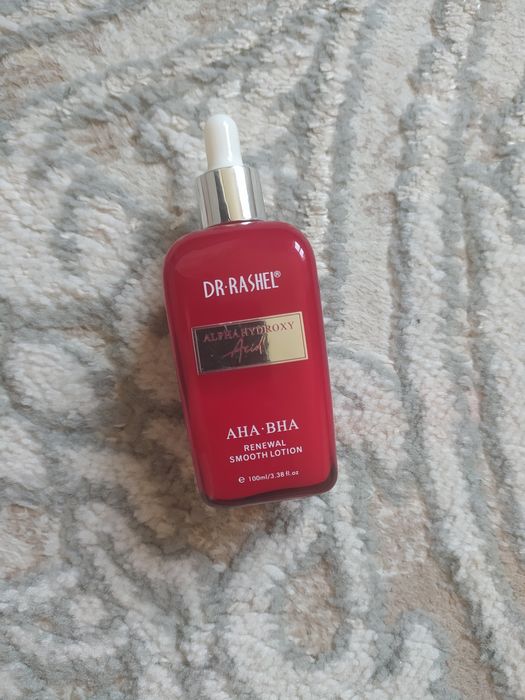 DR·RASHEL®
ALPHA HYDROXY
Acid
AHA·BHA
RENEWAL
SMOOTH LOTION
℮ 100ml/3.38 fl.oz